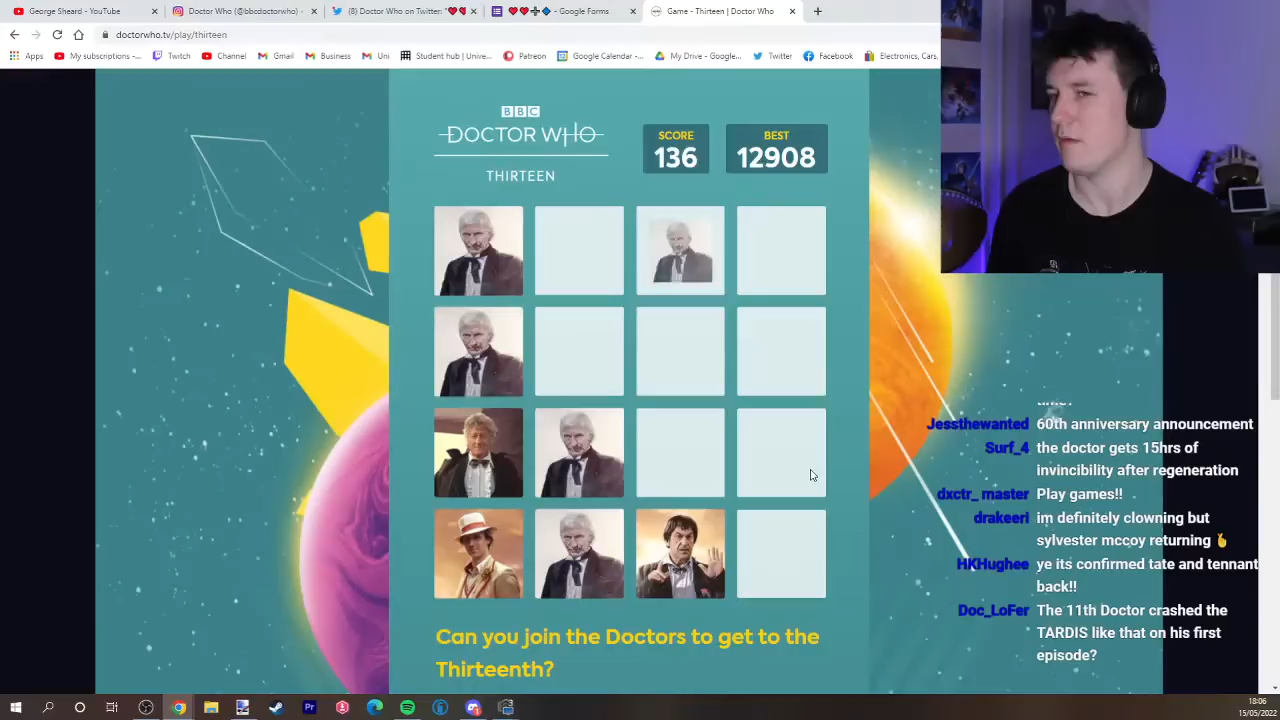 George Sheard - YouTube
Doctor Who (@bbcdoctorwho) •
(8) Doctor Who on Twitter: "❤️❤️
❤️❤️➕🔷 - Google Forms
Game - Thirteen | Doctor Who
doctorwho.tv/play/thirteen
Apps
My subscriptions -...
Twitch
Channel
Gmail
Business
Uni
Student hub | Unive...
Patreon
Google Calendar -...
My Drive - Google...
Twitter
Facebook
Electronics, Cars,
BBC
DOCTOR WHO
THIRTEEN
SCORE
136
BEST
12908
Can you join the Doctors to get to the
Thirteenth?
Jessthewanted 60th anniversary announcement
Surf_4 the doctor gets 15hrs of
invincibility after regeneration
dxctr_ master Play games!!
drakeeri im definitely clowning but
sylvester mccoy returning 🤞
HKHughee ye its confirmed tate and tennant
back!!
Doc_LoFer The 11th Doctor crashed the
TARDIS like that on his first
episode?
18:06
15/05/2022